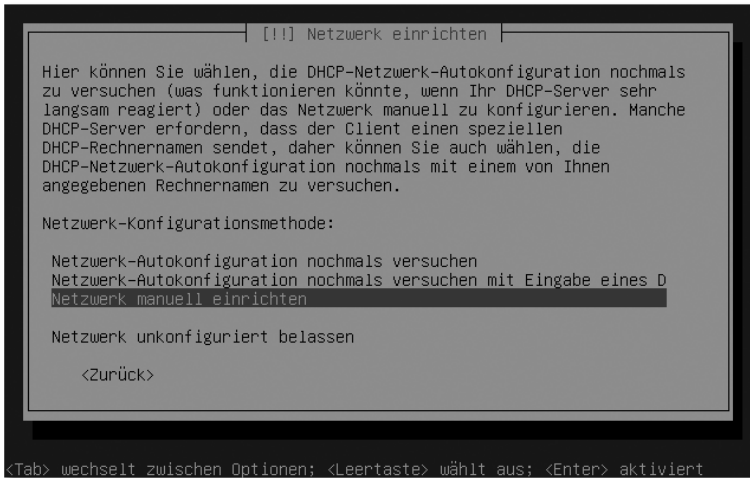 [!!] Netzwerk einrichten
Hier können Sie wählen, die DHCP-Netzwerk-Autokonfiguration nochmals
zu versuchen (was funktionieren könnte, wenn Ihr DHCP-Server sehr
langsam reagiert) oder das Netzwerk manuell zu konfigurieren. Manche
DHCP-Server erfordern, dass der Client einen speziellen
DHCP-Rechnernamen sendet, daher können Sie auch wählen, die
DHCP-Netzwerk-Autokonfiguration nochmals mit einem von Ihnen
angegebenen Rechnernamen zu versuchen.
Netzwerk-Konfigurationsmethode:
Netzwerk-Autokonfiguration nochmals versuchen
Netzwerk-Autokonfiguration nochmals versuchen mit Eingabe eines D
Netzwerk manuell einrichten
Netzwerk unkonfiguriert belassen
<Zurück>
<Tab> wechselt zwischen Optionen; <Leertaste> wählt aus; <Enter> aktiviert